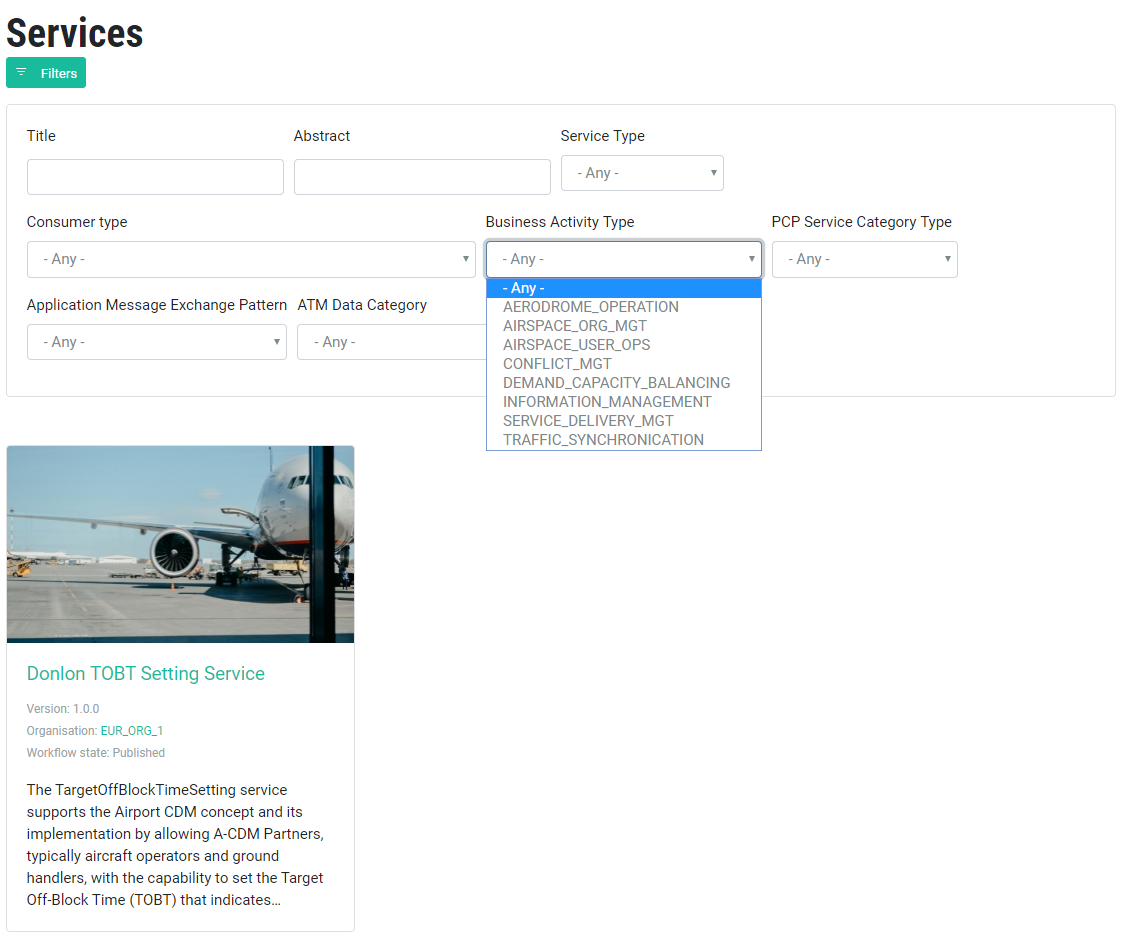 Services
Filters
Title
Abstract
Service Type
- Any -
Consumer type
Business Activity Type
PCP Service Category Type
- Any -
- Any -
- Any -
- Any -
AERODROME_OPERATION
AIRSPACE_ORG_MGT
AIRSPACE_USER_OPS
CONFLICT_MGT
DEMAND_CAPACITY_BALANCING
INFORMATION_MANAGEMENT
SERVICE_DELIVERY_MGT
TRAFFIC_SYNCHRONICATION
Application Message Exchange Pattern
ATM Data Category
- Any -
- Any -
Donlon TOBT Setting Service
Version: 1.0.0
Organisation: EUR_ORG_1
Workflow state: Published
The TargetOffBlockTimeSetting service
supports the Airport CDM concept and its
implementation by allowing A-CDM Partners,
typically aircraft operators and ground
handlers, with the capability to set the Target
Off-Block Time (TOBT) that indicates…